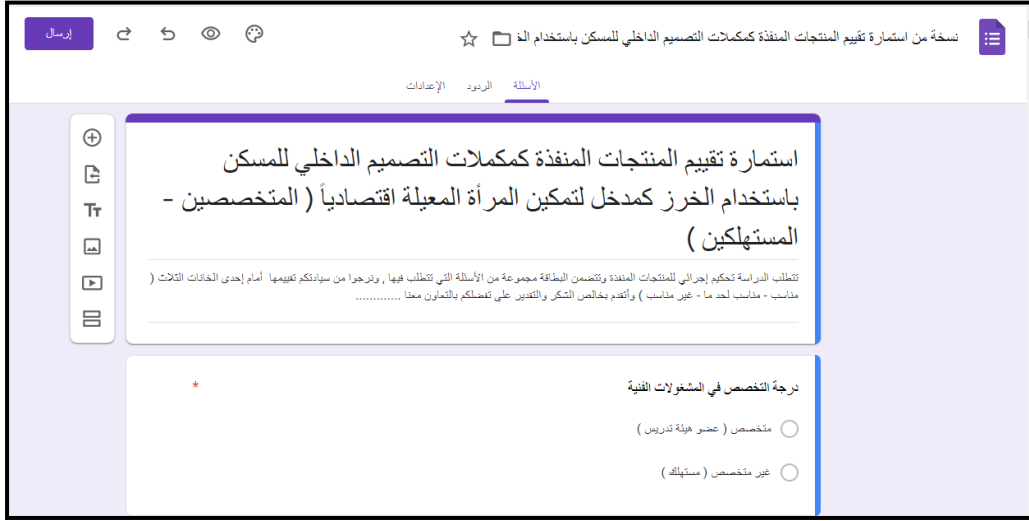 نسخة من استمارة تقييم المنتجات المنفذة كمكملات التصميم الداخلي للمسكن باستخدام الخ
إرسال
الأسئلة الردود الإعدادات
استمارة تقييم المنتجات المنفذة كمكملات التصميم الداخلي للمسكن
باستخدام الخرز كمدخل لتمكين المرأة المعيلة اقتصادياً ( المتخصصين -
المستهلكين )
تتطلب الدراسة تحكيم إجرائي للمنتجات المنفذة وتتضمن البطاقة مجموعة من الأسئلة التي تتطلب فيها , ونرجوا من سيادتكم تقييمها أمام إحدى الخانات الثلاث (
مناسب - مناسب لحد ما - غير مناسب ) وأتقدم بخالص الشكر والتقدير على تفضلكم بالتعاون معنا .............
درجة التخصص في المشغولات الفنية *
متخصص ( عضو هيئة تدريس )
غير متخصص ( مستهلك )
Tт